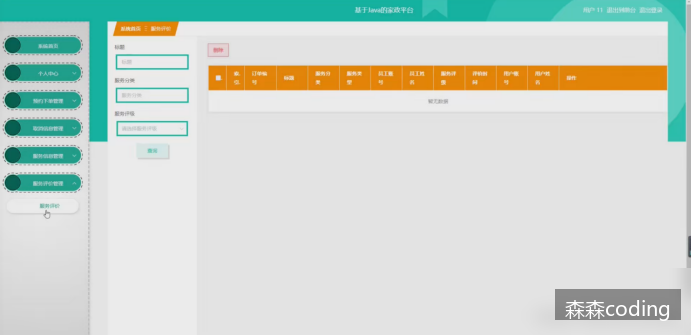 基于Java的家政平台
用户 11 退出到前台 退出登录
系统首页
个人中心
预约下单管理
取消信息管理
服务信息管理
服务评价管理
服务评价
系统首页 服务评价
标题
标题
服务分类
服务分类
服务评级
请选择服务评级
查询
删除
索引 订单编号 标题 服务分类 服务类型 员工账号 员工姓名 服务评级 评价时间 用户账号 用户姓名 操作
暂无数据
森森coding